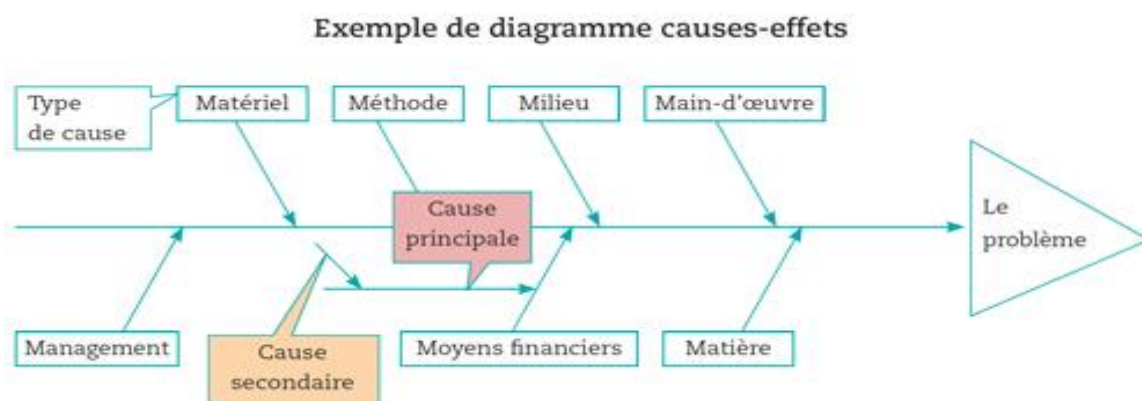 Exemple de diagramme causes-effets
Type
de cause
Matériel
Méthode
Milieu
Main-d'œuvre
Cause
principale
Le
problème
Management
Cause
secondaire
Moyens financiers
Matière